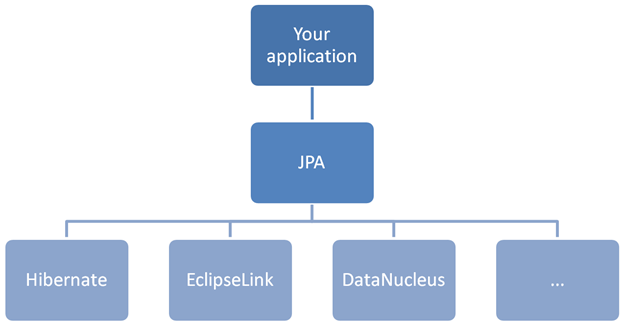 Your
application
JPA
Hibernate
EclipseLink
DataNucleus
...